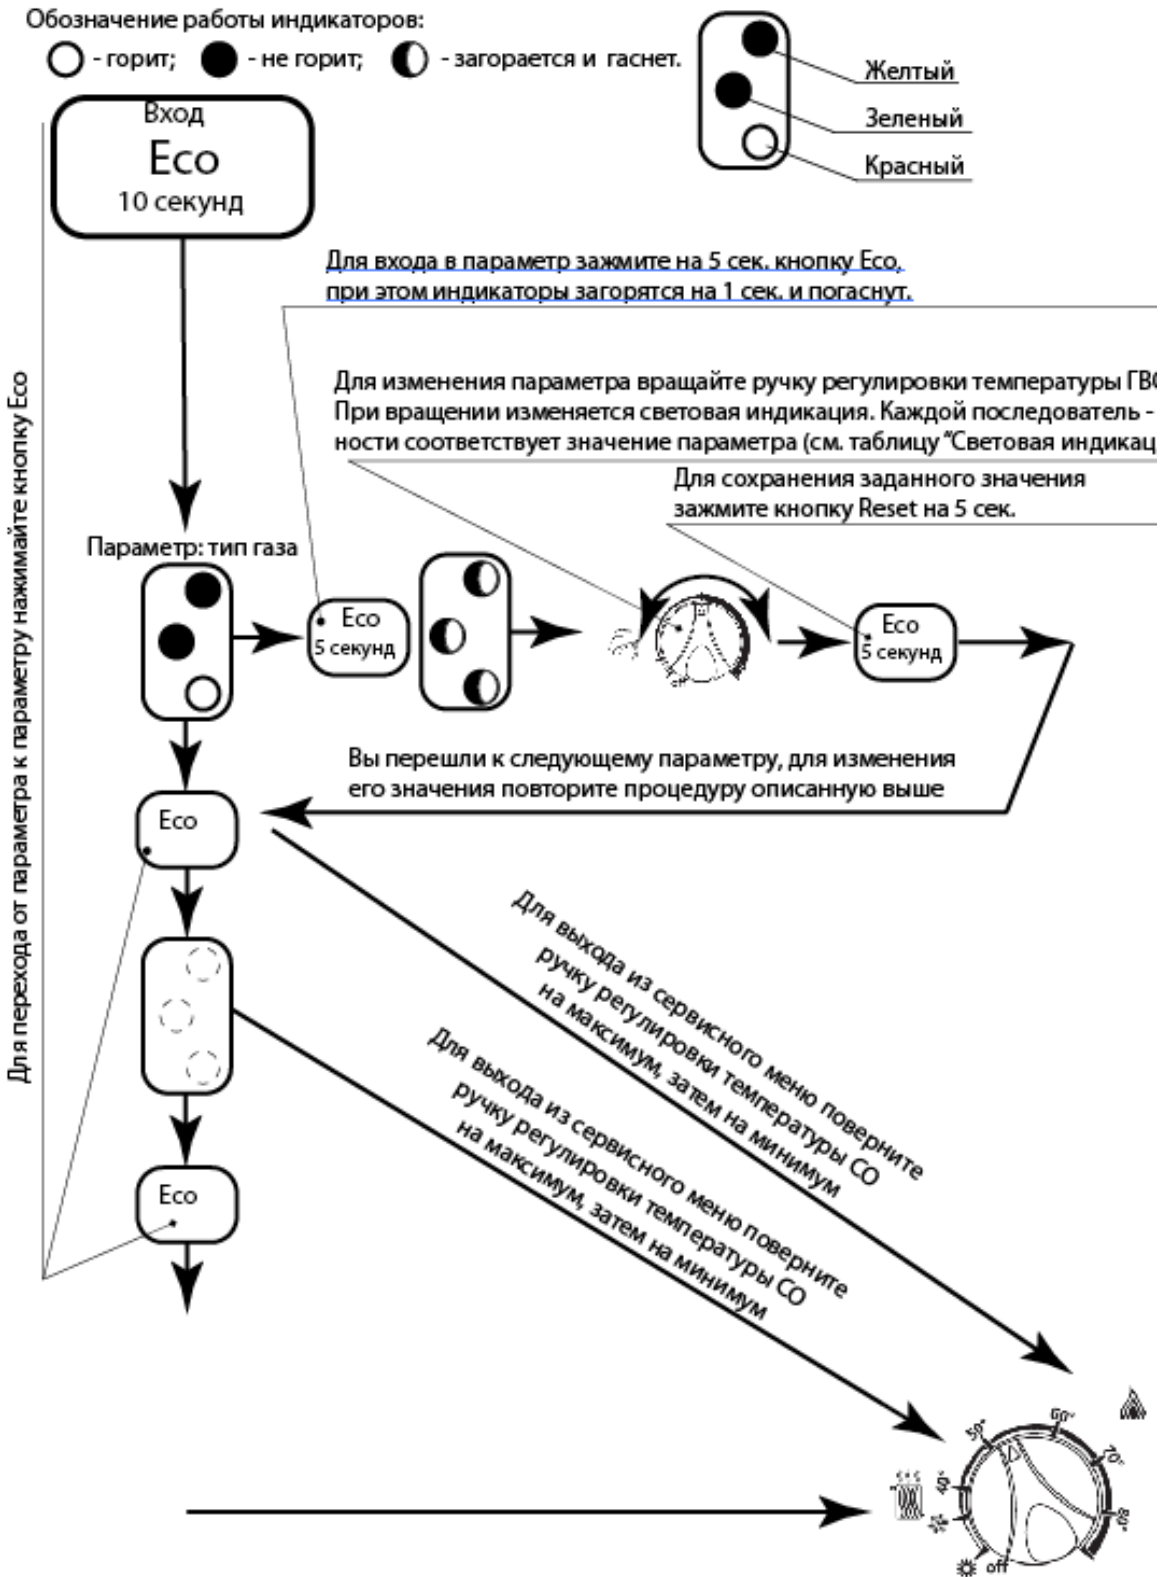 Обозначение работы индикаторов:
- горит; - не горит; - загорается и гаснет.
Желтый
Зеленый
Красный
Вход
Eco
10 секунд
Для входа в параметр зажмите на 5 сек. кнопку Eco,
при этом индикаторы загорятся на 1 сек. и погаснут.
Для изменения параметра вращайте ручку регулировки температуры ГВС
При вращении изменяется световая индикация. Каждой последователь -
ности соответствует значение параметра (см. таблицу "Световая индикац
Для сохранения заданного значения
зажмите кнопку Reset на 5 сек.
Для перехода от параметра к параметру нажимайте кнопку Eco
Параметр: тип газа
Eco
5 секунд
Eco
5 секунд
Вы перешли к следующему параметру, для изменения
его значения повторите процедуру описанную выше
Eco
Для выхода из сервисного меню поверните
ручку регулировки температуры СО
на максимум, затем на минимум
Для выхода из сервисного меню поверните
ручку регулировки температуры СО
на максимум, затем на минимум
Eco
off
40°
50°
60°
70°
80°